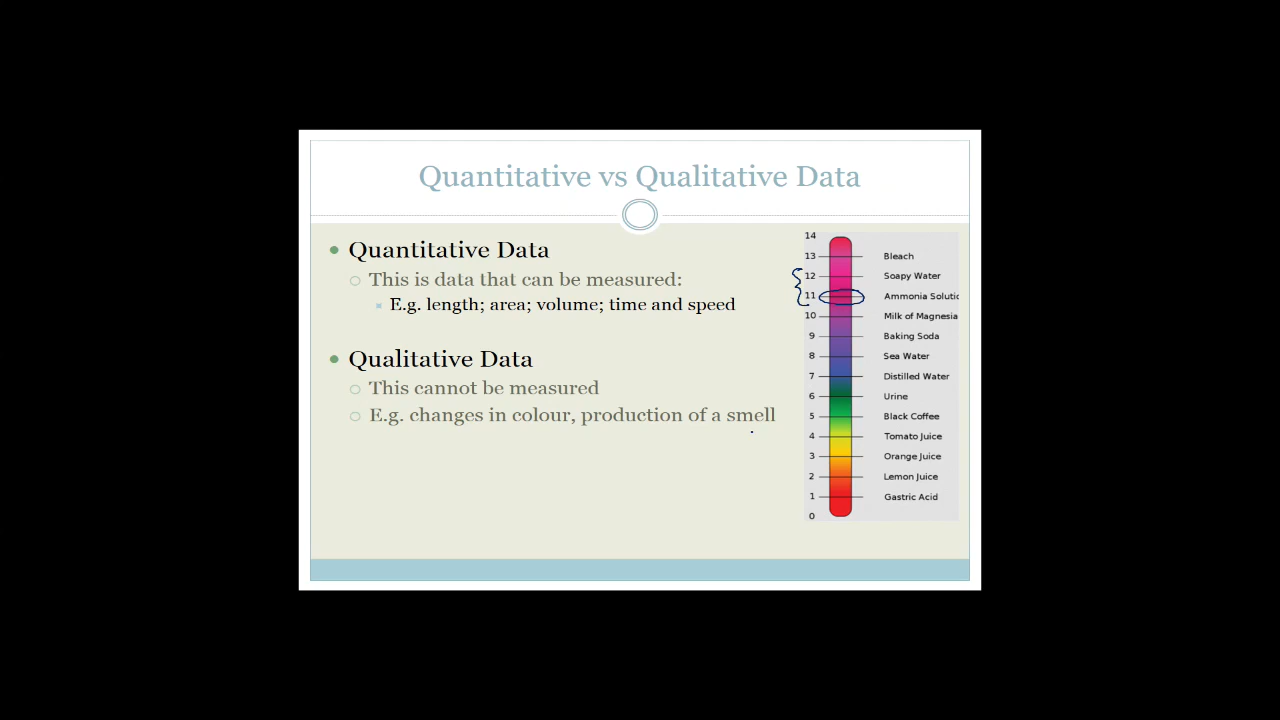 Quantitative vs Qualitative Data
Quantitative Data
This is data that can be measured:
E.g. length; area; volume; time and speed
Qualitative Data
This cannot be measured
E.g. changes in colour, production of a smell
14
13 Bleach
12 Soapy Water
11 Ammonia Solutic
10 Milk of Magnesia
9 Baking Soda
8 Sea Water
7 Distilled Water
6 Urine
5 Black Coffee
4 Tomato Juice
3 Orange Juice
2 Lemon Juice
1 Gastric Acid
0